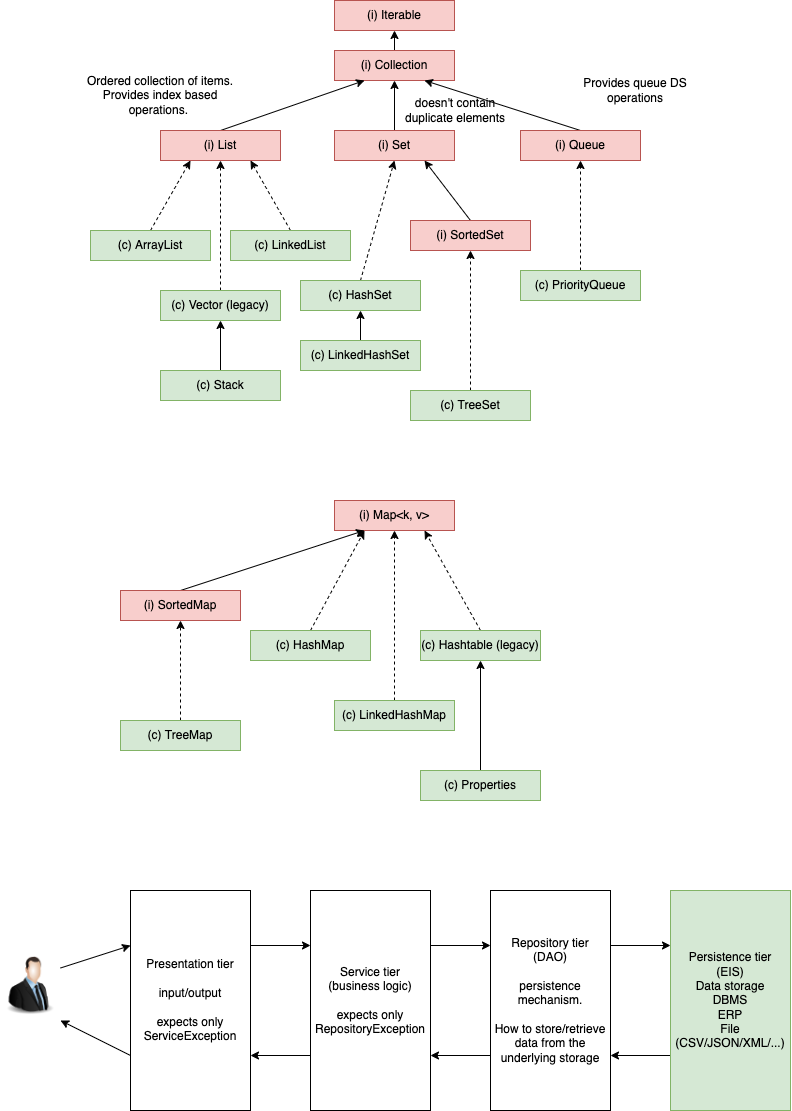 (i) Iterable
(i) Collection
Ordered collection of items.
Provides index based
operations.
doesn't contain
duplicate elements
Provides queue DS
operations
(i) List
(i) Set
(i) Queue
(c) ArrayList
(c) LinkedList
(i) SortedSet
(c) Vector (legacy)
(c) HashSet
(c) PriorityQueue
(c) LinkedHashSet
(c) Stack
(c) TreeSet
(i) Map<k, v>
(i) SortedMap
(c) HashMap
(c) Hashtable (legacy)
(c) LinkedHashMap
(c) TreeMap
(c) Properties
Presentation tier
input/output
expects only
ServiceException
Service tier
(business logic)
expects only
RepositoryException
Repository tier
(DAO)
persistence
mechanism.
How to store/retrieve
data from the
underlying storage
Persistence tier
(EIS)
Data storage
DBMS
ERP
File
(CSV/JSON/XML/...)